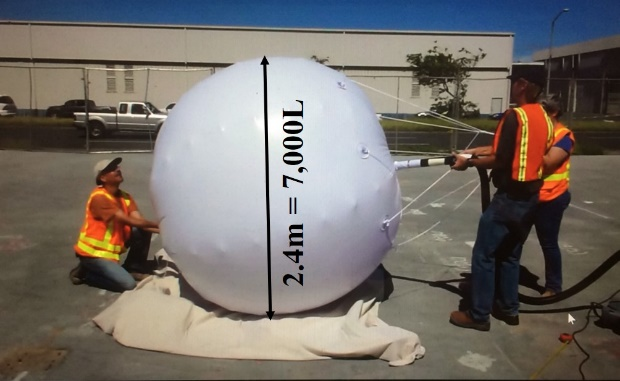 2.4m = 7,000L